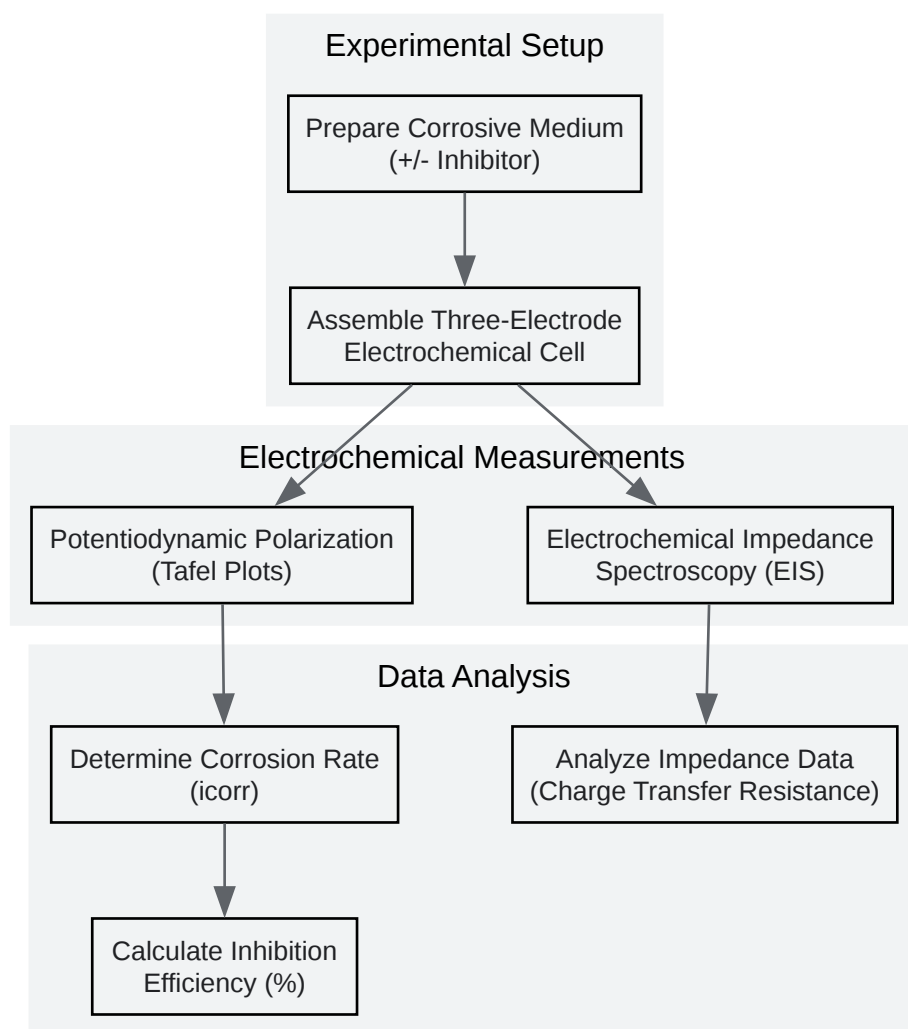 Experimental Setup
Prepare Corrosive Medium
(+/- Inhibitor)
Assemble Three-Electrode
Electrochemical Cell
Electrochemical Measurements
Potentiodynamic Polarization
(Tafel Plots)
Electrochemical Impedance
Spectroscopy (EIS)
Data Analysis
Determine Corrosion Rate
(icorr)
Analyze Impedance Data
(Charge Transfer Resistance)
Calculate Inhibition
Efficiency (%)